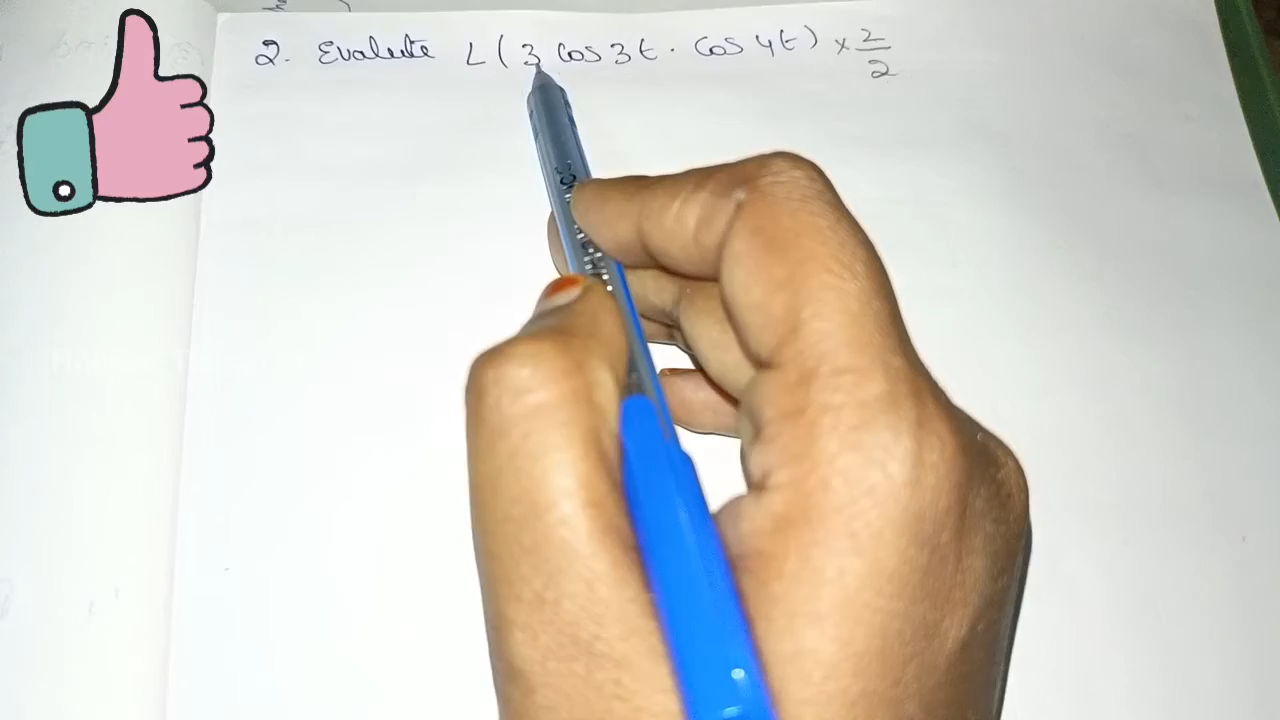 2. Evalute L(3 cos 3t . cos 4t) × 2/2